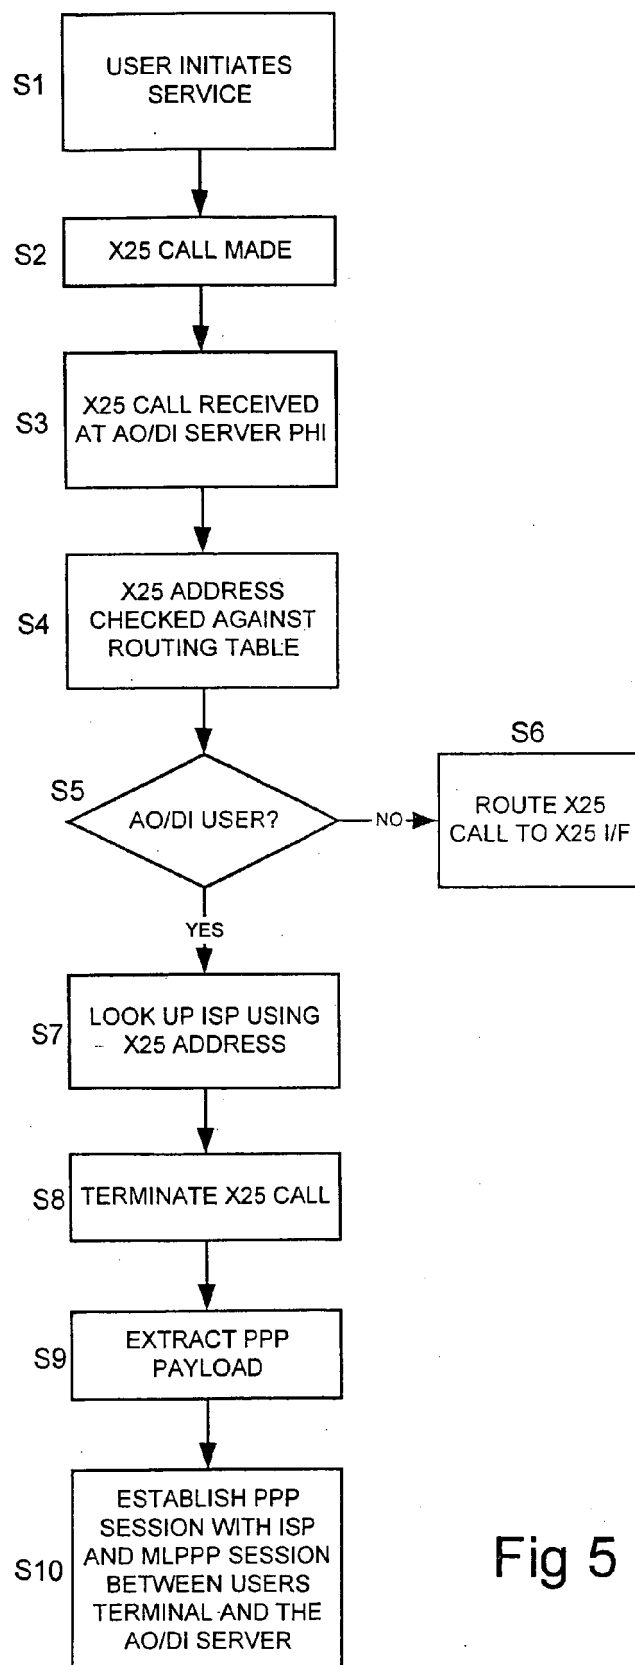 S1
USER INITIATES
SERVICE
S2
X25 CALL MADE
S3
X25 CALL RECEIVED
AT AO/DI SERVER PHI
S4
X25 ADDRESS
CHECKED AGAINST
ROUTING TABLE
S5
AO/DI USER?
NO
S6
ROUTE X25
CALL TO X25 I/F
YES
S7
LOOK UP ISP USING
X25 ADDRESS
S8
TERMINATE X25 CALL
S9
EXTRACT PPP
PAYLOAD
S10
ESTABLISH PPP
SESSION WITH ISP
AND MLPPP SESSION
BETWEEN USERS
TERMINAL AND THE
AO/DI SERVER
Fig 5